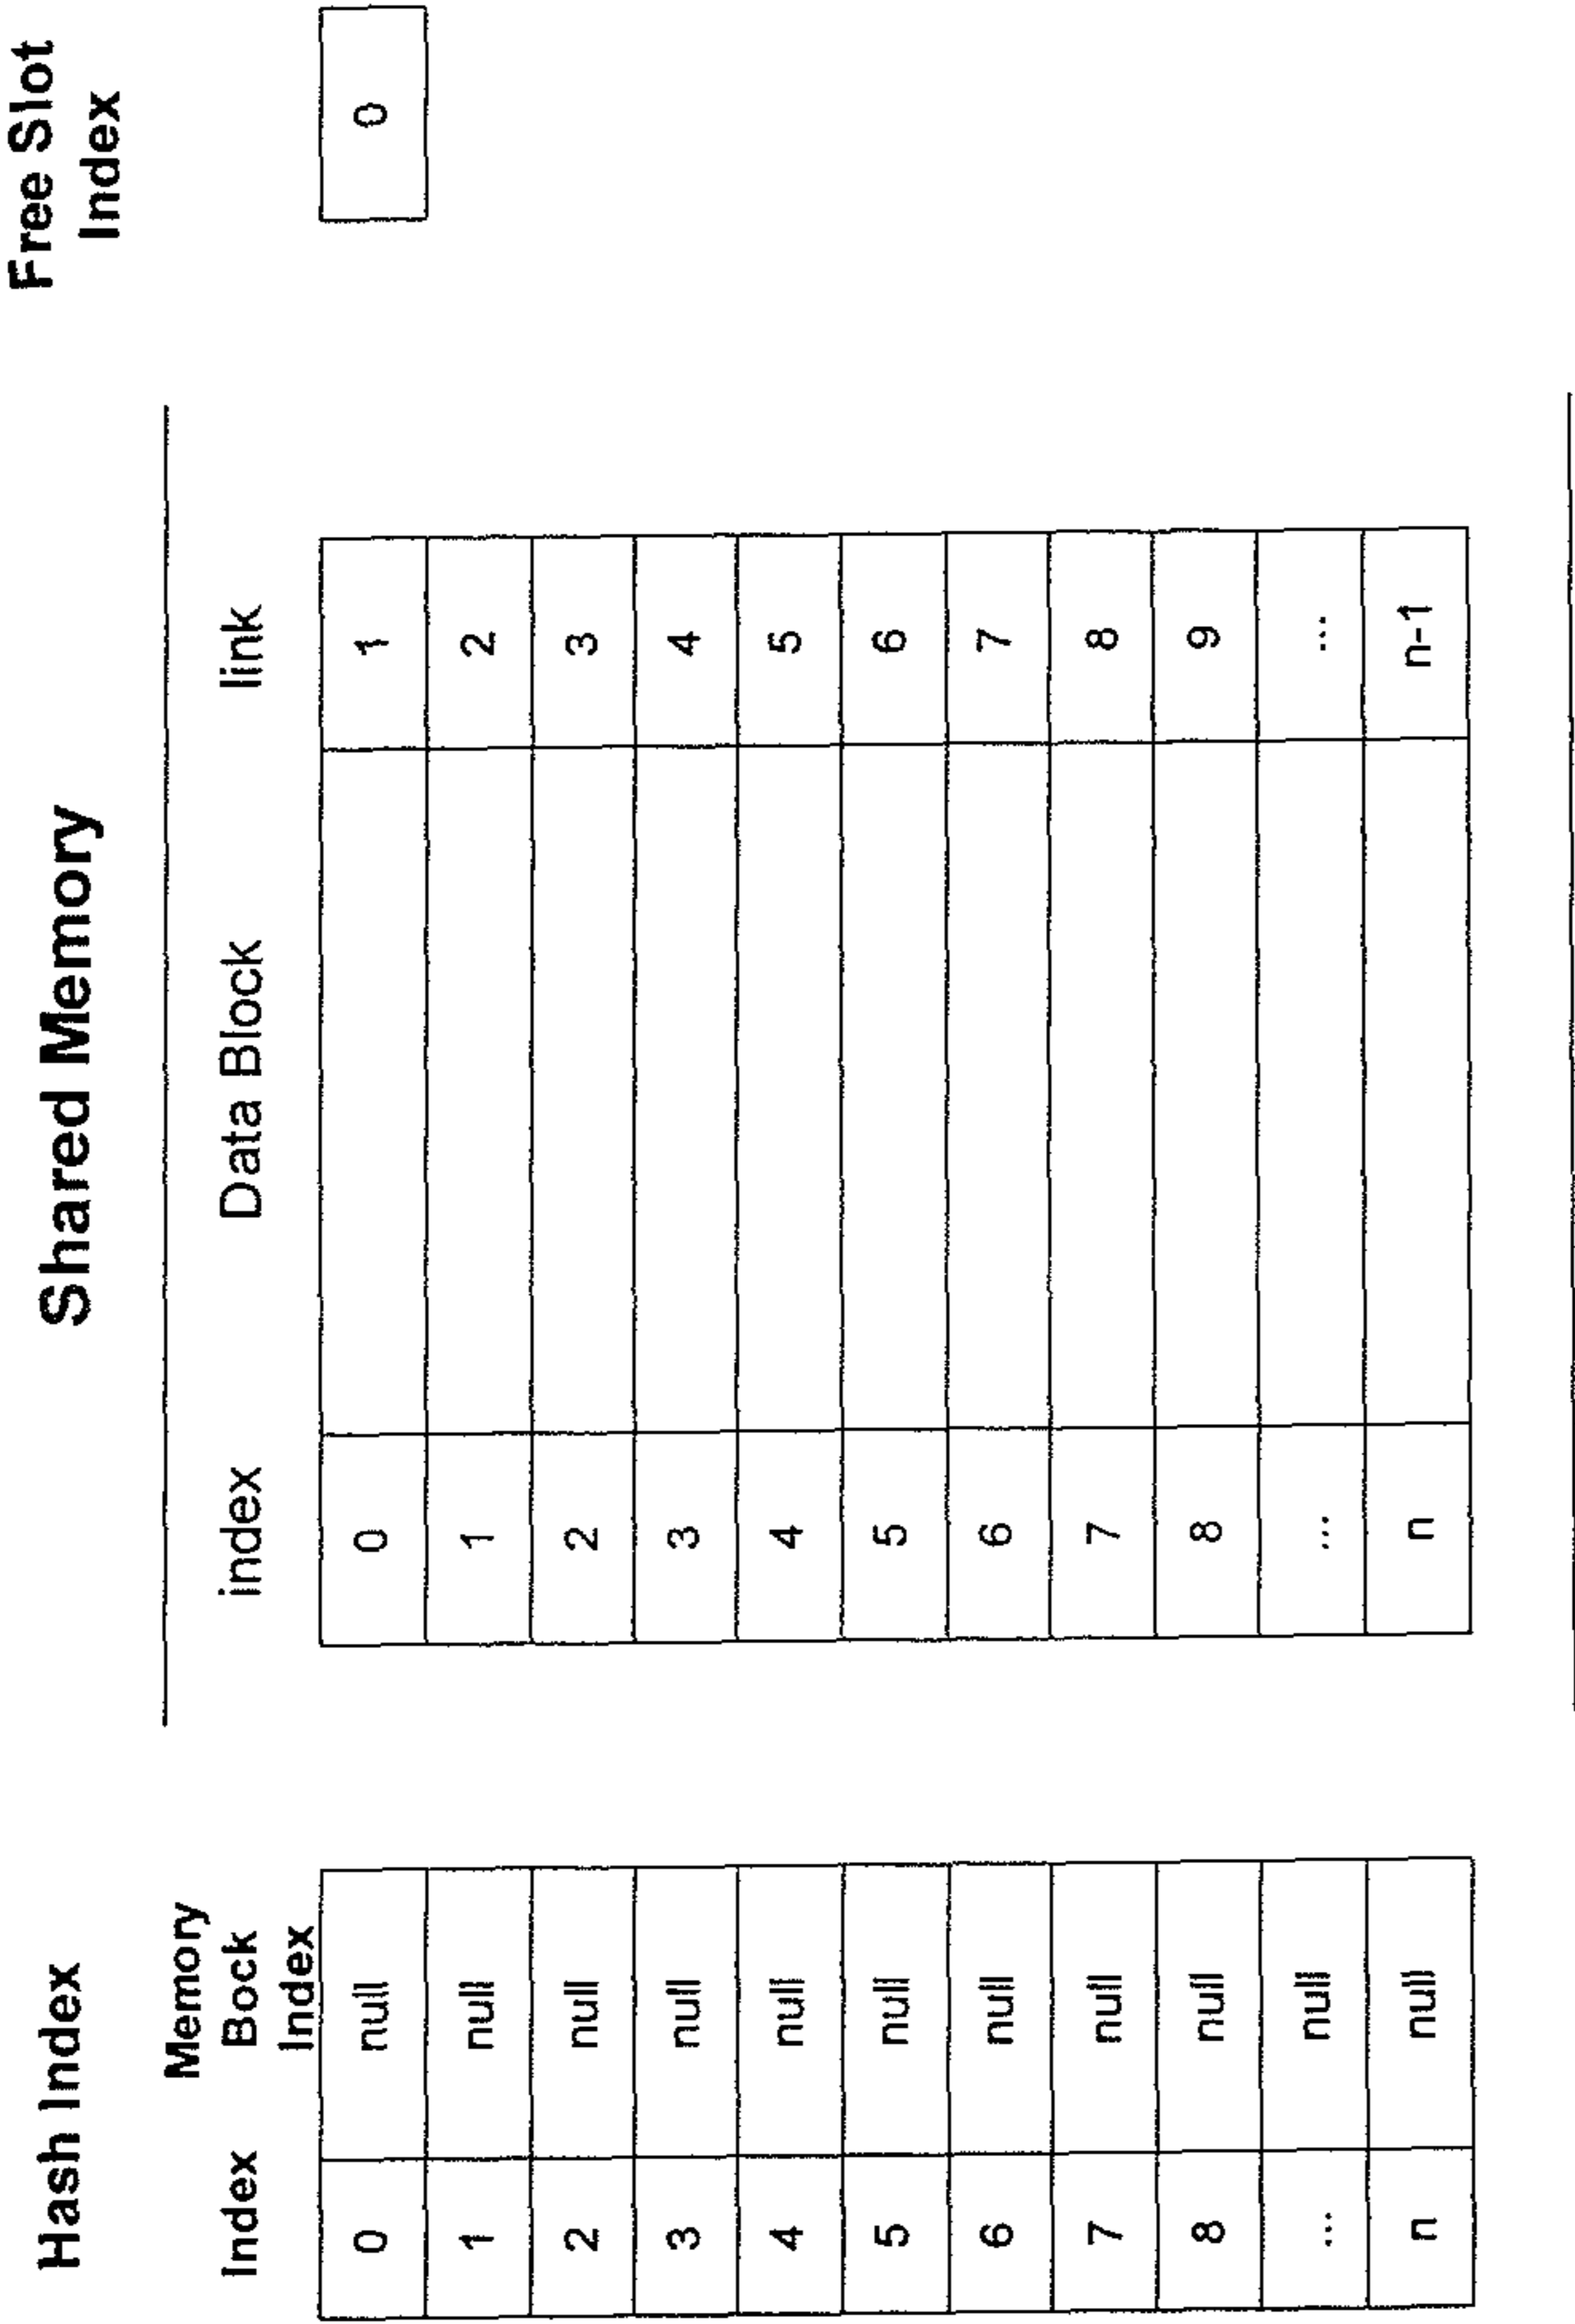 Hash Index
Shared Memory
Free Slot
Index
Index
Memory
Bock
Index
index
Data Block
link
0 null 0 1 0
1 null 1 2
2 null 2 3
3 null 3 4
4 null 4 5
5 null 5 6
6 null 6 7
7 null 7 8
8 null 8 9
... null ... ...
n null n n-1